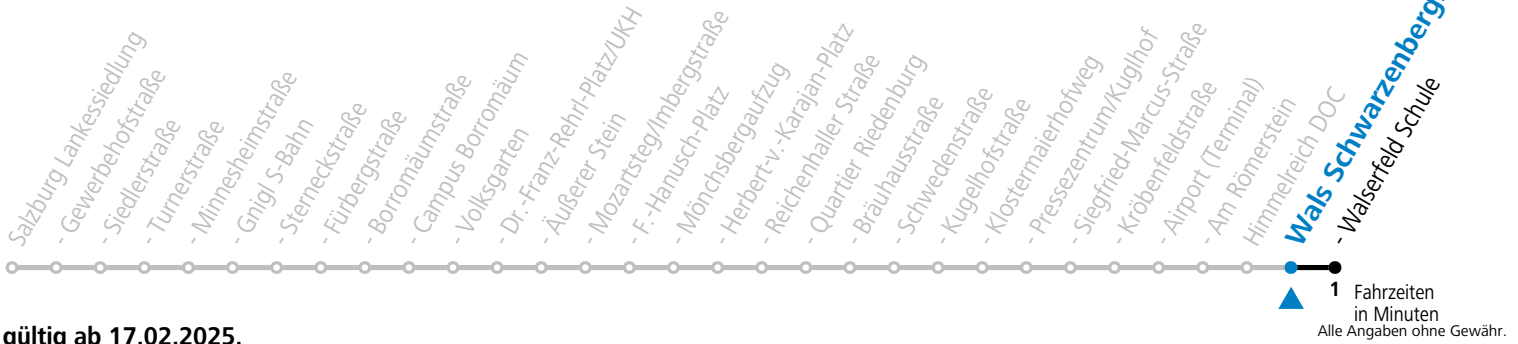 Salzburg Lankessiedlung
- Gewerbehofstraße
- Siedlerstraße
- Turnerstraße
- Minnesheimstraße
- Gnigl S-Bahn
- Sterneckstraße
- Fürbergstraße
- Borromäumstraße
- Campus Borromäum
- Volksgarten
- Dr.-Franz-Rehrl-Platz/UKH
- Äußerer Stein
- Mozartsteg/Imbergstraße
- F.-Hanusch-Platz
- Mönchsbergaufzug
- Herbert-v.-Karajan-Platz
- Reichenhaller Straße
- Quartier Riedenburg
- Bräuhausstraße
- Schwedenstraße
- Kugelhofstraße
- Klostermaierhofweg
- Pressezentrum/Kuglhof
- Siegfried-Marcus-Straße
- Kröbenfeldstraße
- Airport (Terminal)
- Am Römerstein
Himmelreich DOC
Wals Schwarzenberg
- Walserfeld Schule
1 Fahrzeiten
in Minuten
Alle Angaben ohne Gewähr.
gültig ab 17.02.2025.